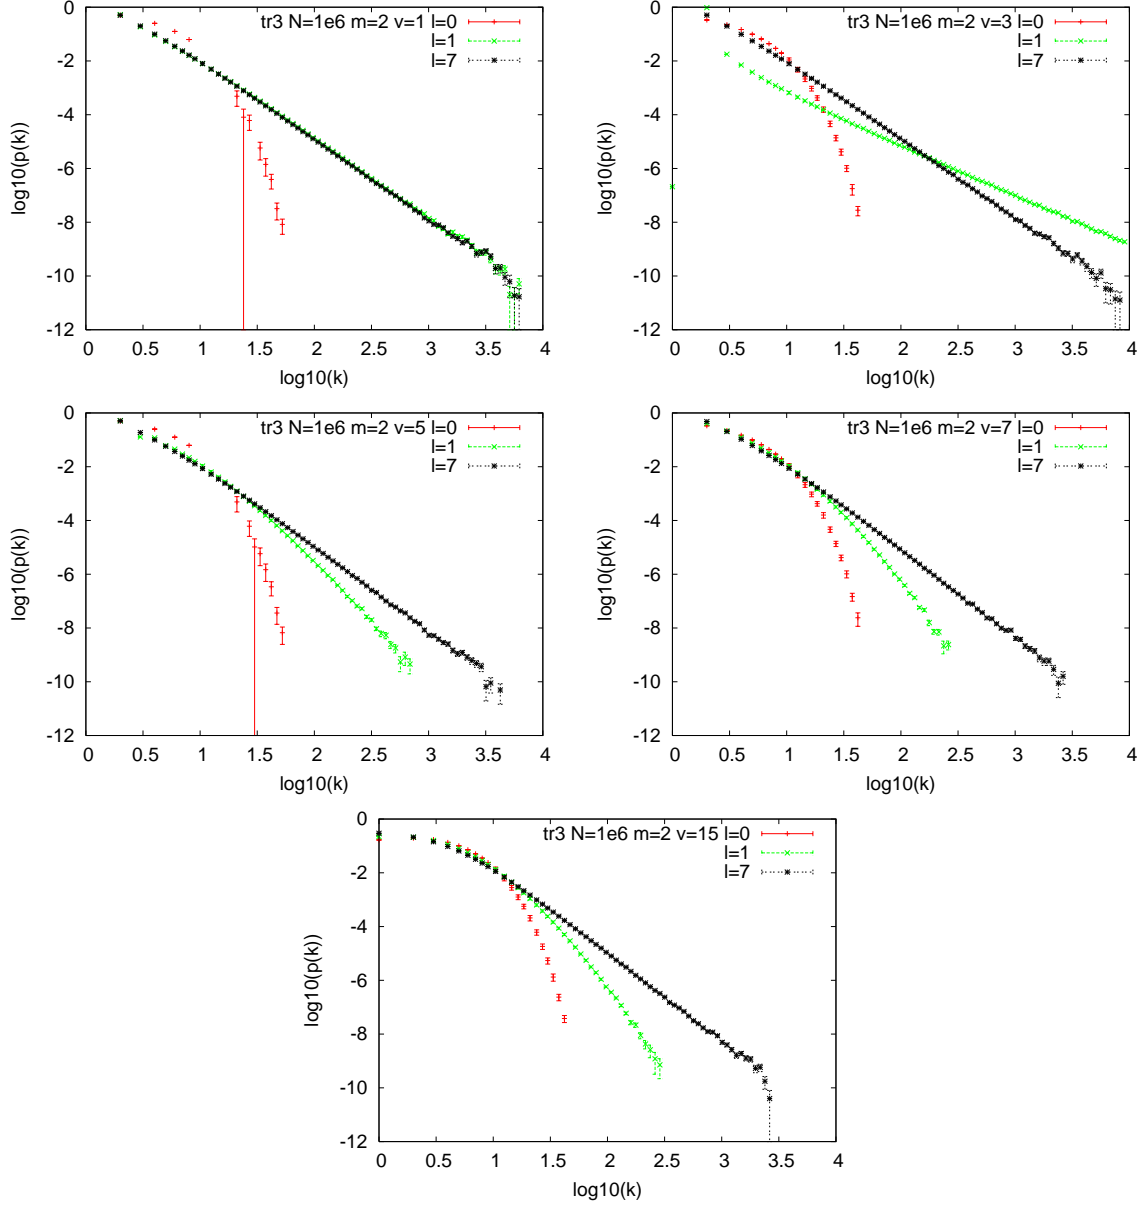 tr3 N=1e6 m=2 v=1 l=0
l=1
l=7
0
-2
-4
-6
-8
-10
-12
log10(p(k))
0 0.5 1 1.5 2 2.5 3 3.5 4
log10(k)
tr3 N=1e6 m=2 v=3 l=0
l=1
l=7
0
-2
-4
-6
-8
-10
-12
log10(p(k))
0 0.5 1 1.5 2 2.5 3 3.5 4
log10(k)
tr3 N=1e6 m=2 v=5 l=0
l=1
l=7
0
-2
-4
-6
-8
-10
-12
log10(p(k))
0 0.5 1 1.5 2 2.5 3 3.5 4
log10(k)
tr3 N=1e6 m=2 v=7 l=0
l=1
l=7
0
-2
-4
-6
-8
-10
-12
log10(p(k))
0 0.5 1 1.5 2 2.5 3 3.5 4
log10(k)
tr3 N=1e6 m=2 v=15 l=0
l=1
l=7
0
-2
-4
-6
-8
-10
-12
log10(p(k))
0 0.5 1 1.5 2 2.5 3 3.5 4
log10(k)